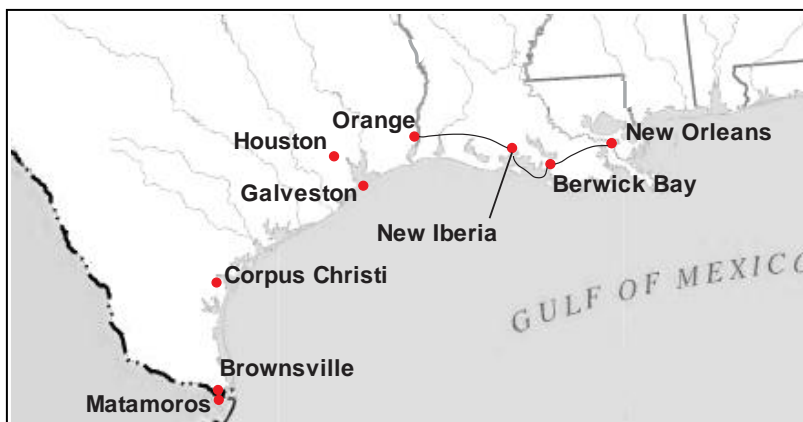 Orange
New Orleans
Houston
Galveston
Berwick Bay
New Iberia
Corpus Christi
GULF OF MEXICO
Brownsville
Matamoros